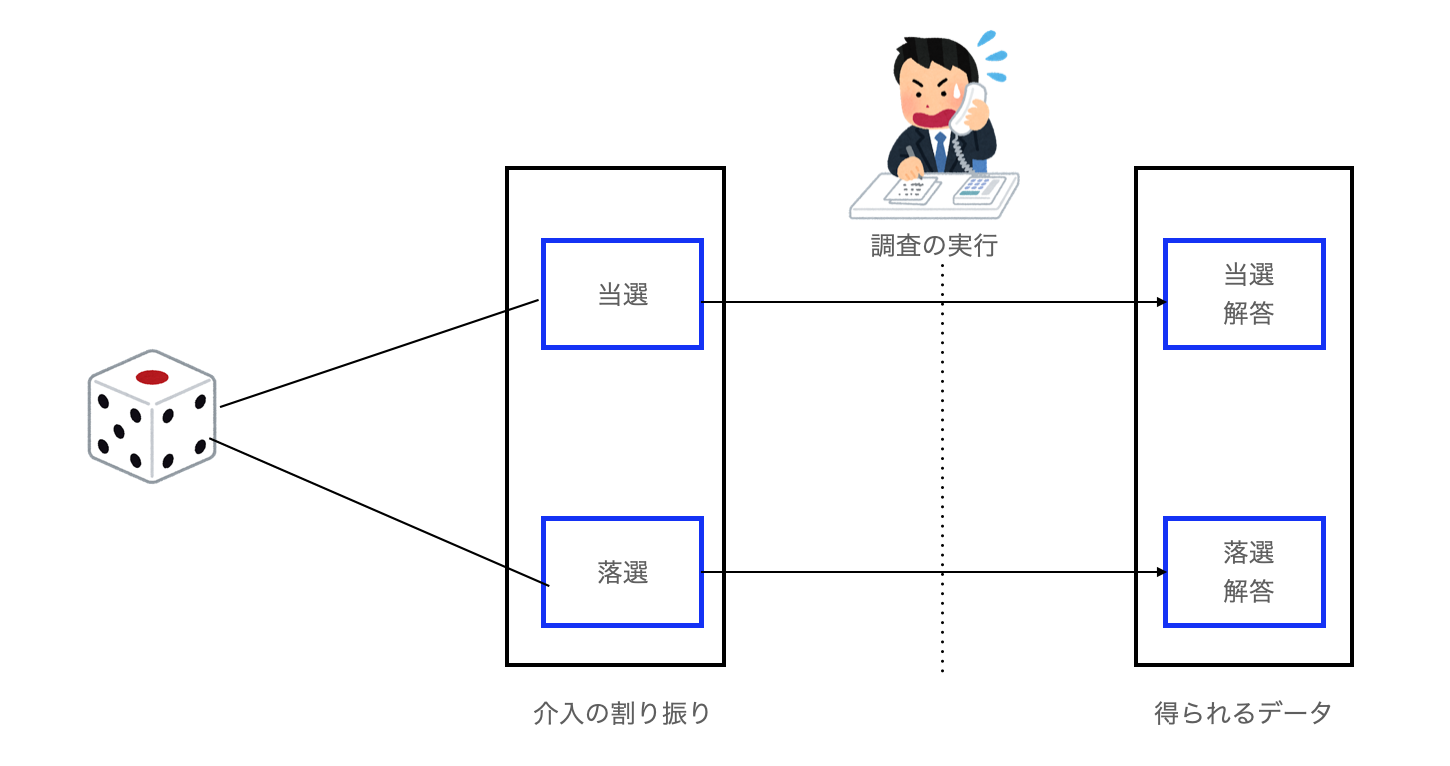 調査の実行
当選
当選
解答
落選
落選
解答
介入の割り振り
得られるデータ